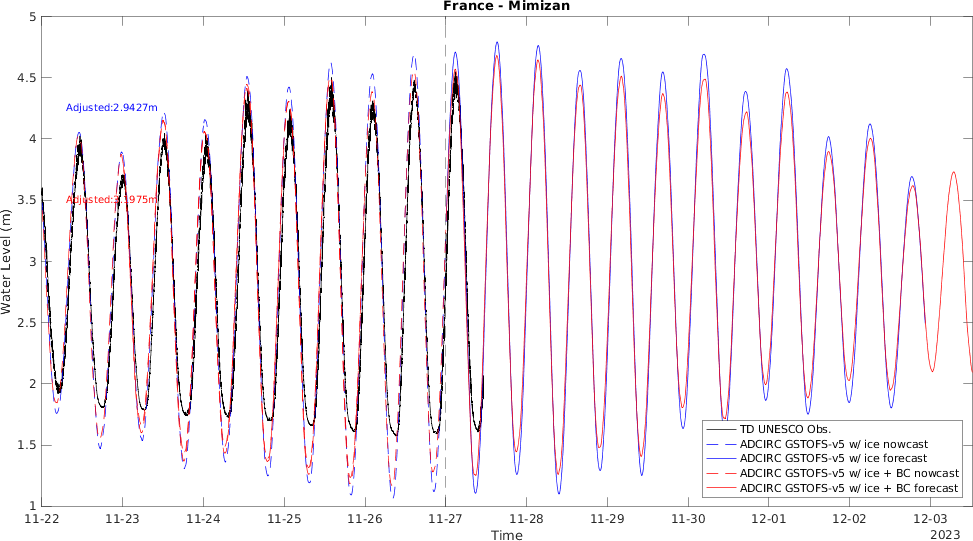 France - Mimizan
5
4.5
4
3.5
3
2.5
2
1.5
1
Water Level (m)
Adjusted:2.9427m
Adjusted:3.1975m
TD UNESCO Obs.
ADCIRC GSTOFS-v5 w/ ice nowcast
ADCIRC GSTOFS-v5 w/ ice forecast
ADCIRC GSTOFS-v5 w/ ice + BC nowcast
ADCIRC GSTOFS-v5 w/ ice + BC forecast
11-22 11-23 11-24 11-25 11-26 11-27 11-28 11-29 11-30 12-01 12-02 12-03
Time
2023